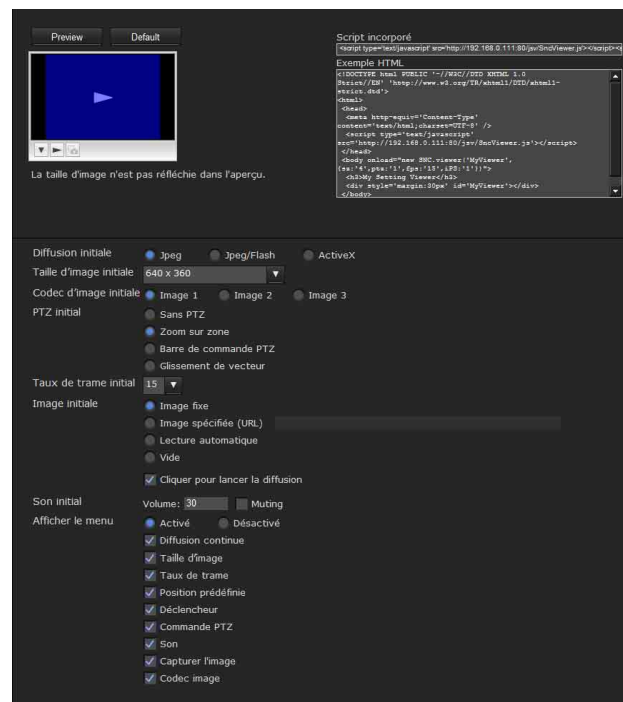 Preview
Default
La taille d'image n'est pas réfléchie dans l'aperçu.
Script incorporé
<script type='text/javascript' src='http://192.168.0.111:80/jsv/SncViewer.js'></script>
Exemple HTML
<!DOCTYPE html PUBLIC '-//W3C//DTD XHTML 1.0
Strict//EN' 'http://www.w3.org/TR/xhtml1/DTD/xhtml1-
strict.dtd'>
<html>
<head>
<meta http-equiv='Content-Type'
content='text/html;charset=UTF-8' />
<script type='text/javascript'
src='http://192.168.0.111:80/jsv/SncViewer.js'></script>
</head>
<body onload="new SNC.viewer('MyViewer',
{ss:'4',ptz:'1',fps:'15',iPS:'1'})">
<h3>My Setting Viewer</h3>
<div style='margin:30px' id='MyViewer'></div>
</body>
Diffusion initiale Jpeg Jpeg/Flash ActiveX
Taille d'image initiale 640 x 360
Codec d'image initiale Image 1 Image 2 Image 3
PTZ initial Sans PTZ
Zoom sur zone
Barre de commande PTZ
Glissement de vecteur
Taux de trame initial 15
Image initiale Image fixe
Image spécifiée (URL)
Lecture automatique
Vide
Cliquer pour lancer la diffusion
Son initial Volume: 30 Muting
Afficher le menu Activé Désactivé
Diffusion continue
Taille d'image
Taux de trame
Position prédéfinie
Déclencheur
Commande PTZ
Son
Capturer l'image
Codec image